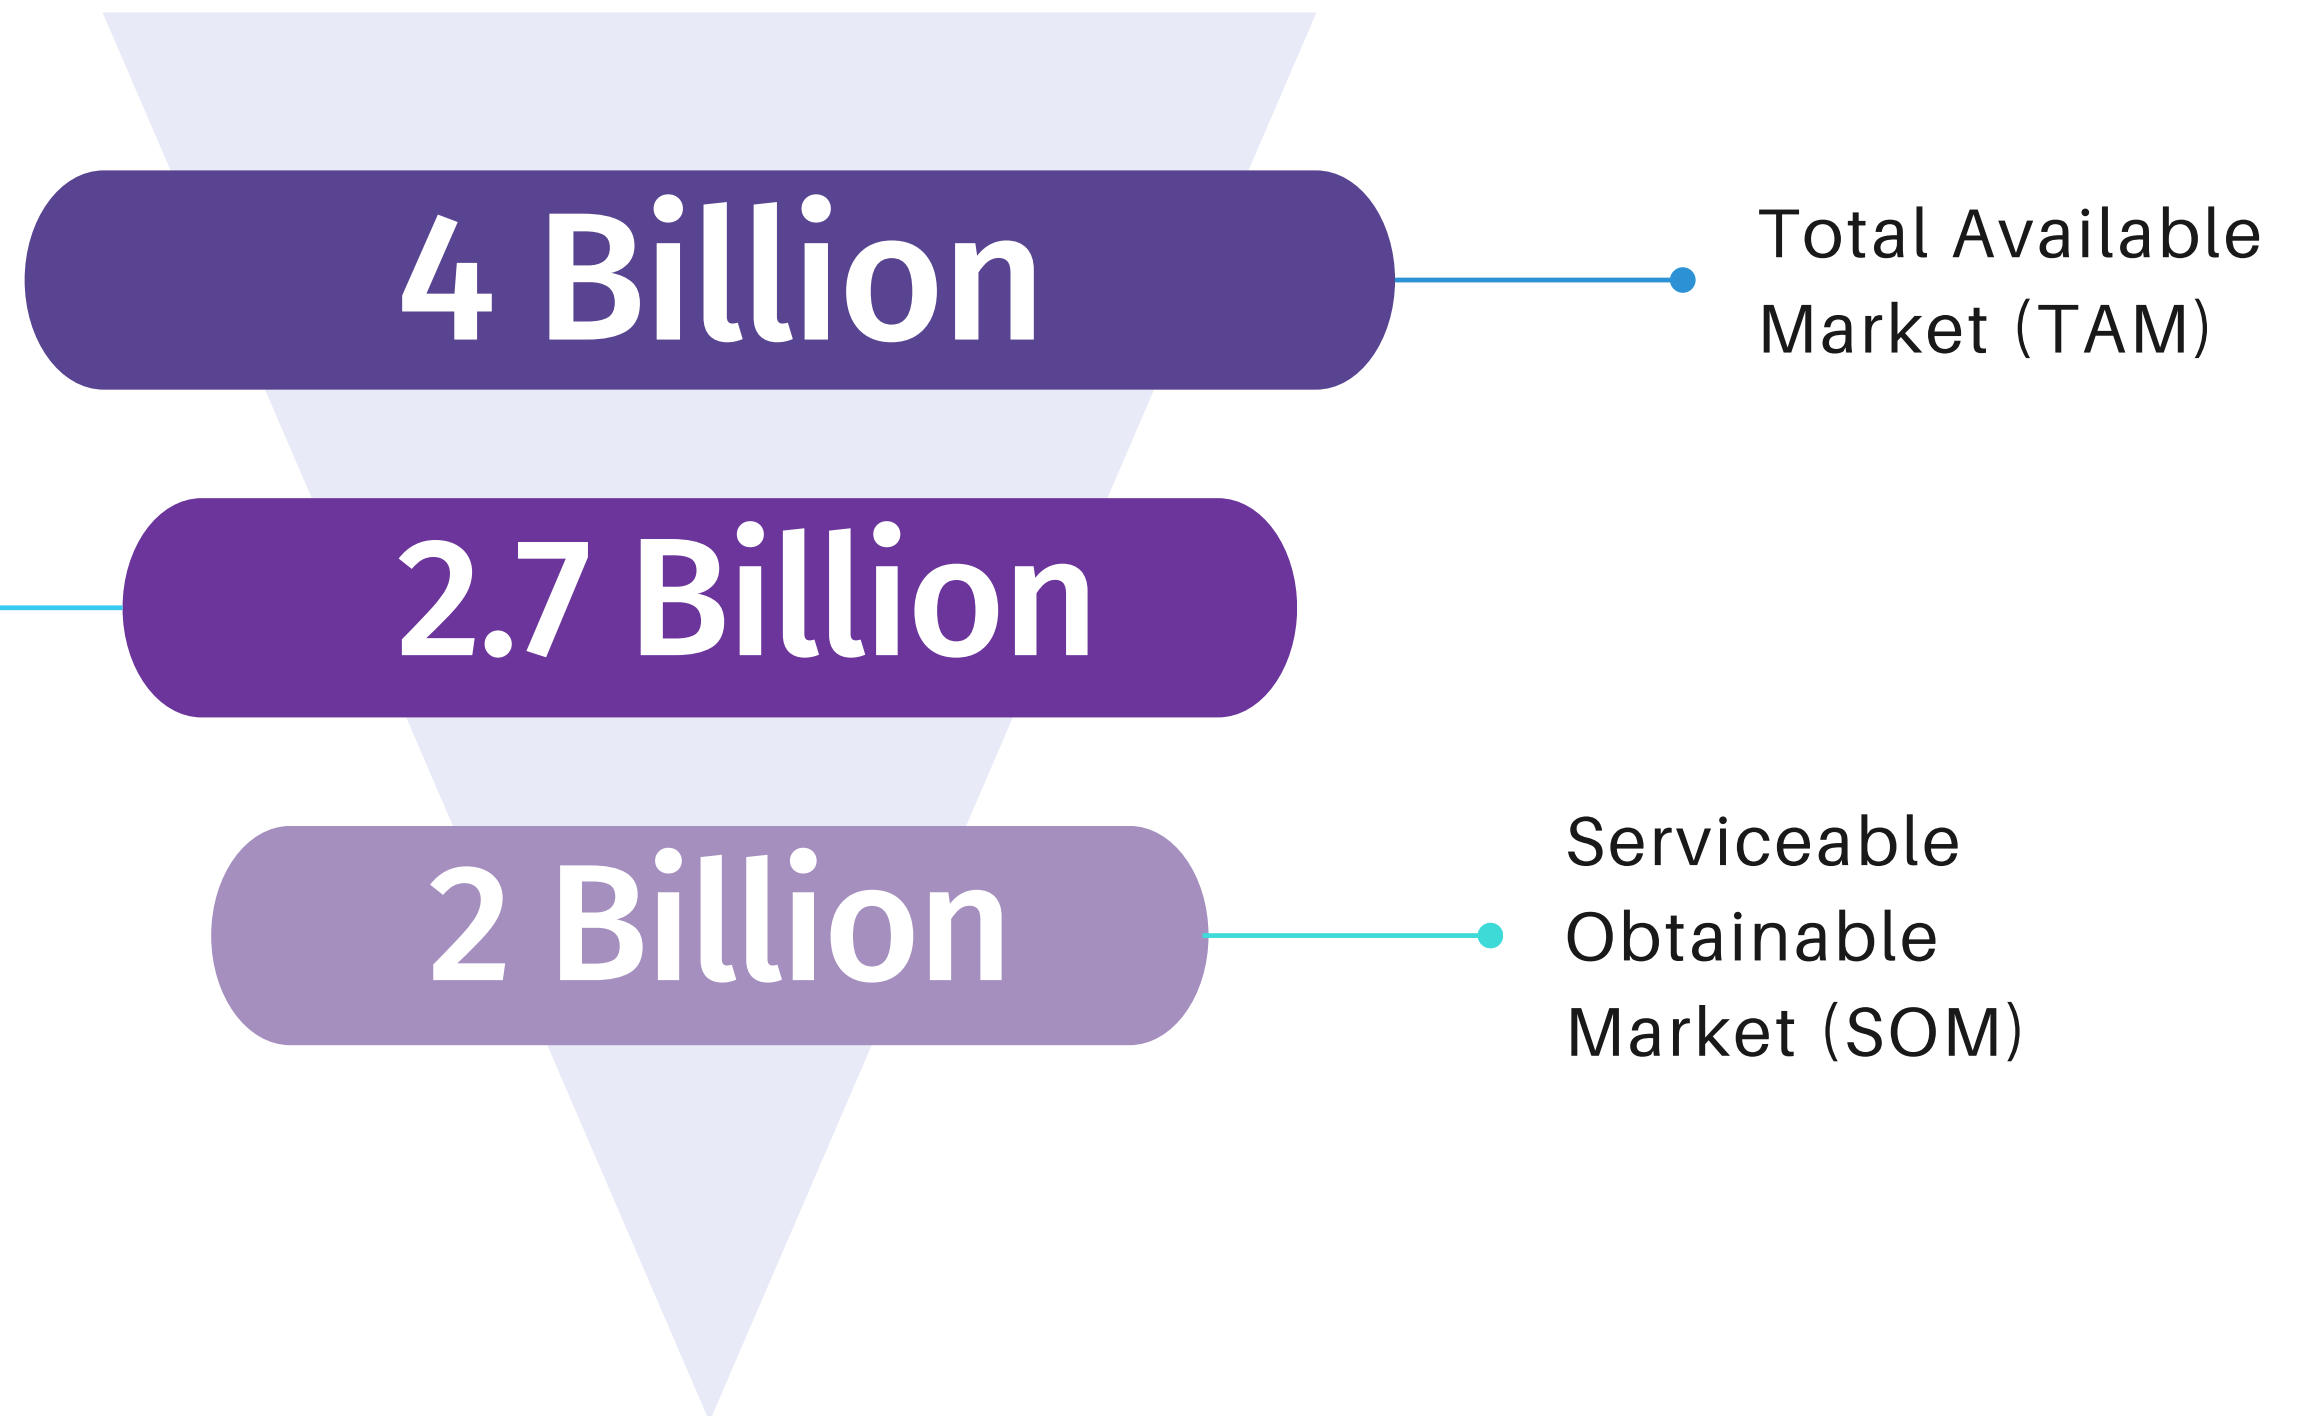 4 Billion
Total Available
Market (TAM)
2.7 Billion
2 Billion
Serviceable
Obtainable
Market (SOM)